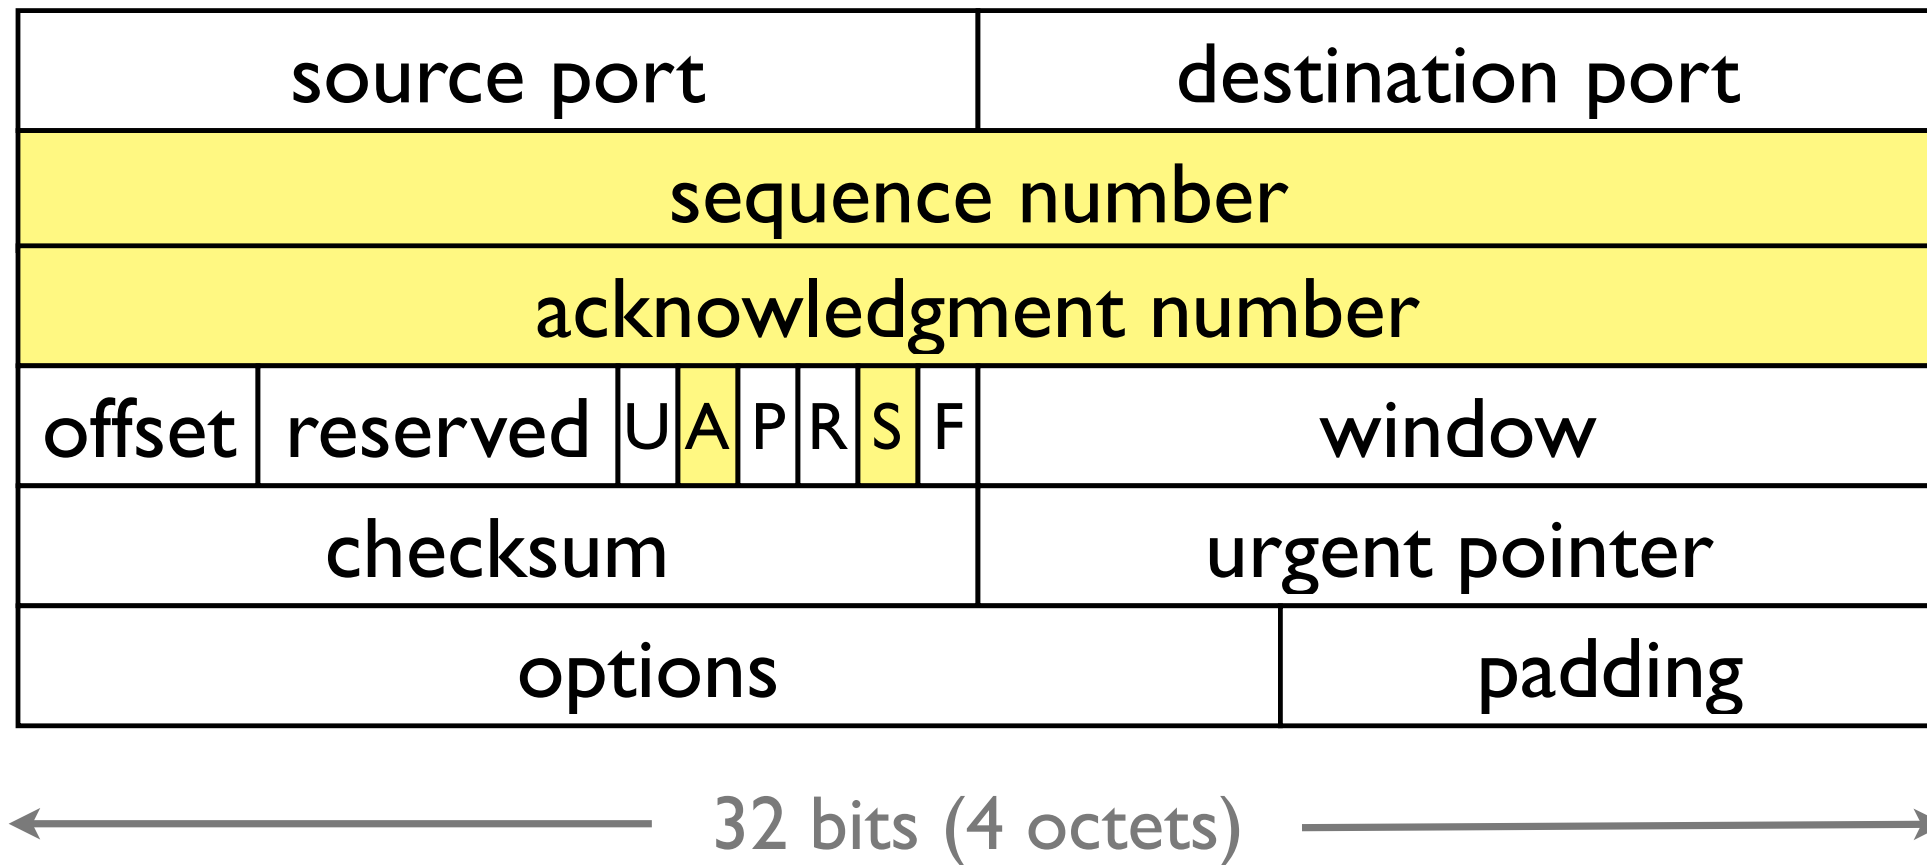 source port destination port
sequence number
acknowledgment number
offset reserved U A P R S F window
checksum urgent pointer
options padding
32 bits (4 octets)